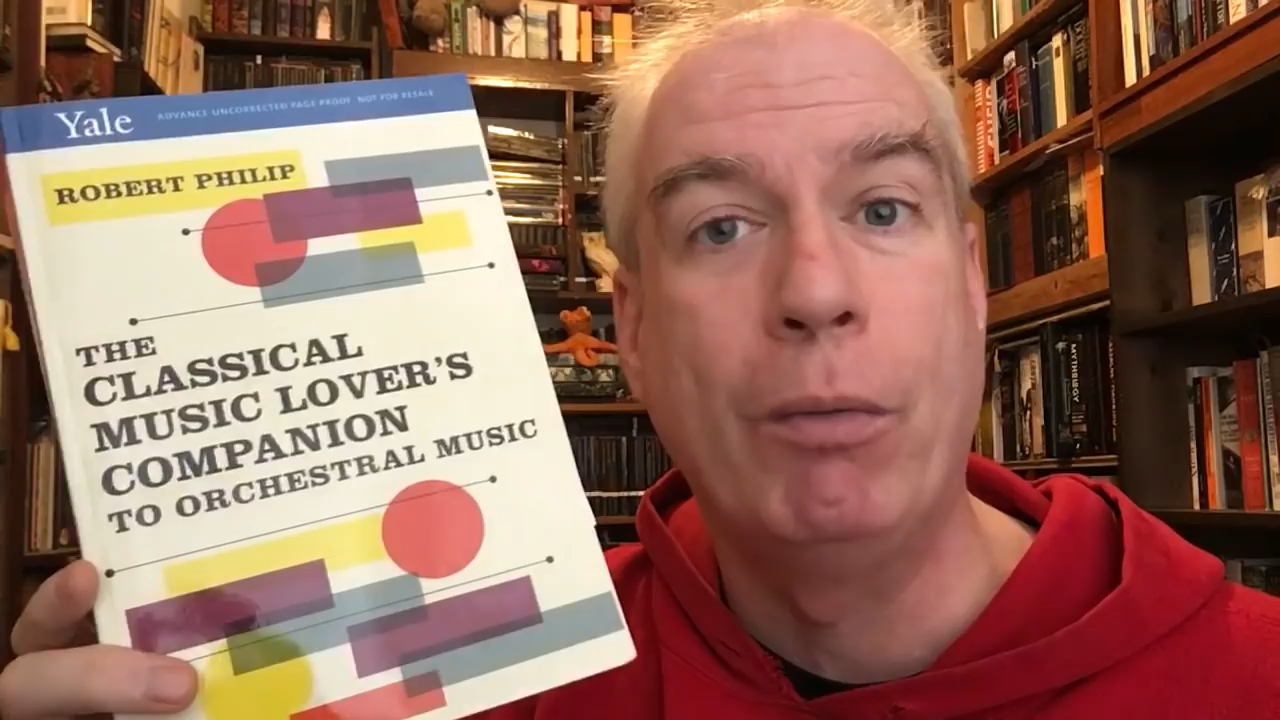 Yale
ADVANCE UNCORRECTED PAGE PROOF NOT FOR RESALE
ROBERT PHILIP
THE
CLASSICAL
MUSIC LOVER'S
COMPANION
TO ORCHESTRAL MUSIC